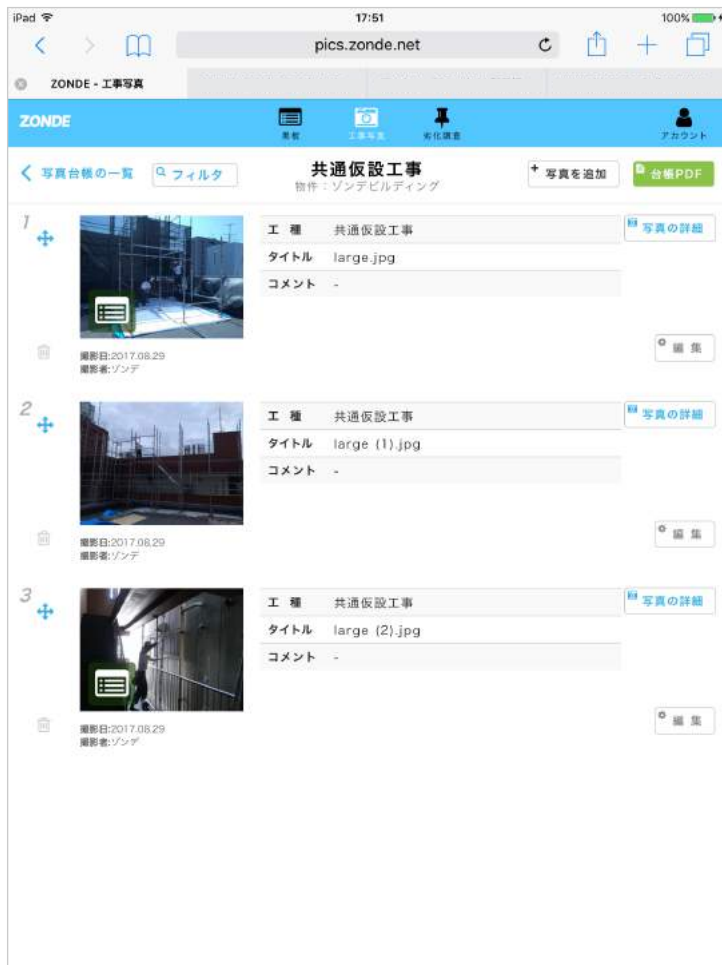 iPad 17:51 100%
pics.zonde.net
ZONDE - 工事写真
ZONDE 黒板 工事写真 劣化調査 アカウント
写真台帳の一覧 フィルタ 共通仮設工事 + 写真を追加 台帳PDF
物件：ゾンデビルディング
1 工 種 共通仮設工事 写真の詳細
タイトル large.jpg
コメント -
編 集
撮影日:2017.08.29
撮影者:ゾンデ
2 工 種 共通仮設工事 写真の詳細
タイトル large (1).jpg
コメント -
編 集
撮影日:2017.08.29
撮影者:ゾンデ
3 工 種 共通仮設工事 写真の詳細
タイトル large (2).jpg
コメント -
編 集
撮影日:2017.08.29
撮影者:ゾンデ